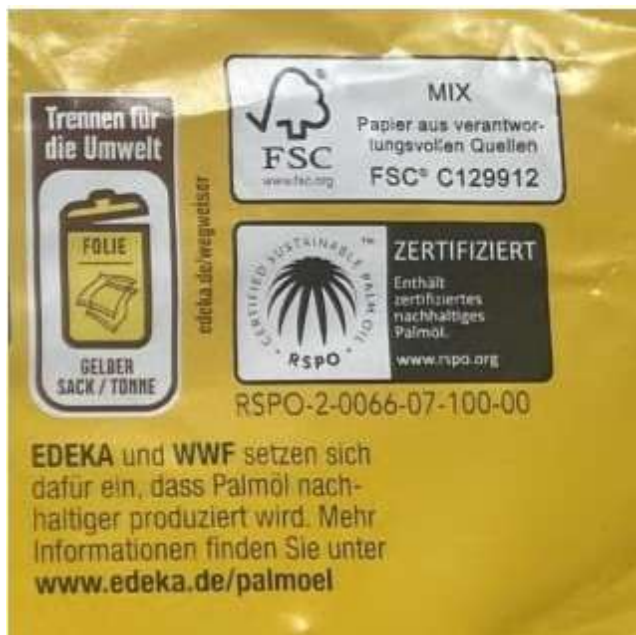 Trennen für
die Umwelt
FOLIE
GELBER
SACK / TONNE
edeka.de/wegweiser
FSC
www.fsc.org
MIX
Papier aus verantwor-
tungsvollen Quellen
FSC® C129912
CERTIFIED SUSTAINABLE PALM OIL ™
RSPO
ZERTIFIZIERT
Enthält
zertifiziertes
nachhaltiges
Palmöl.
www.rspo.org
RSPO-2-0066-07-100-00
EDEKA und WWF setzen sich
dafür ein, dass Palmöl nach-
haltiger produziert wird. Mehr
Informationen finden Sie unter
www.edeka.de/palmoel